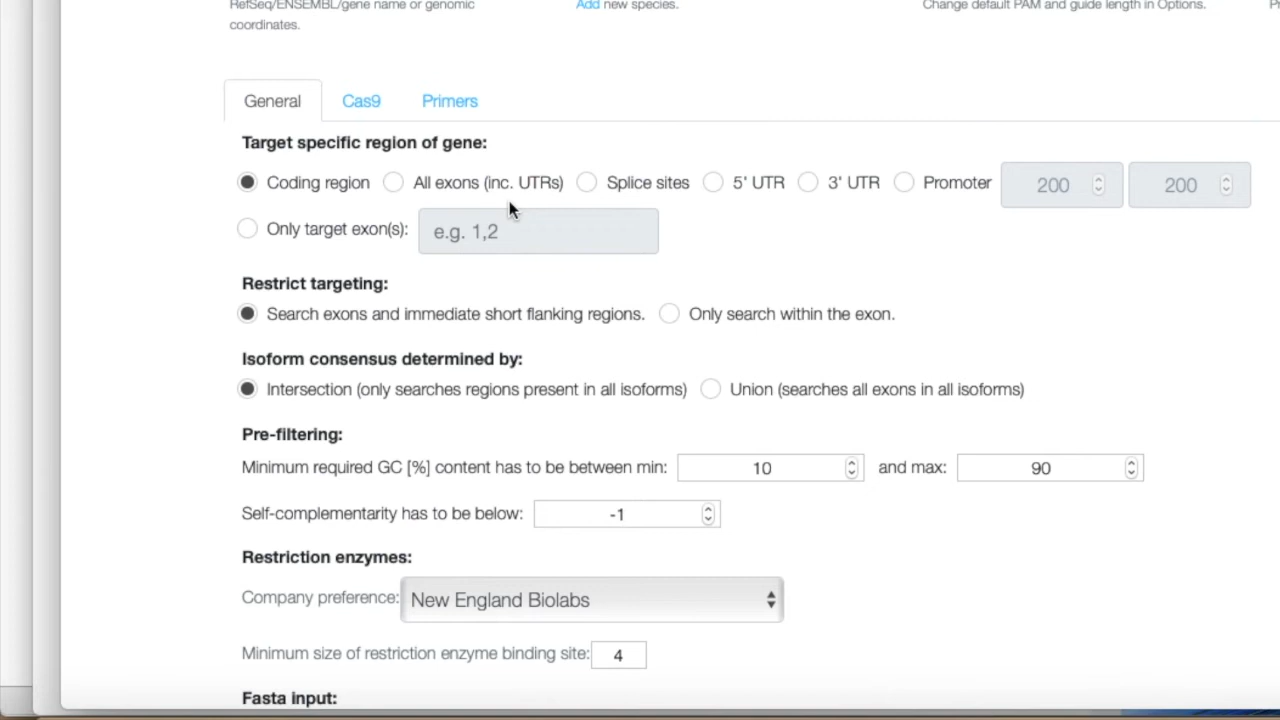 RefSeq/ENSEMBL/gene name or genomic
coordinates.
Add new species.
Change default PAM and guide length in Options.
General Cas9 Primers
Target specific region of gene:
Coding region All exons (inc. UTRs) Splice sites 5' UTR 3' UTR Promoter 200 200
Only target exon(s): e.g. 1,2
Restrict targeting:
Search exons and immediate short flanking regions. Only search within the exon.
Isoform consensus determined by:
Intersection (only searches regions present in all isoforms) Union (searches all exons in all isoforms)
Pre-filtering:
Minimum required GC [%] content has to be between min: 10 and max: 90
Self-complementarity has to be below: -1
Restriction enzymes:
Company preference: New England Biolabs
Minimum size of restriction enzyme binding site: 4
Fasta input: